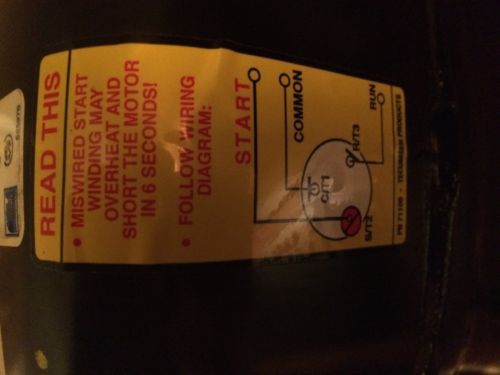 READ THIS
• MISWIRED START
WINDING MAY
OVERHEAT AND
SHORT THE MOTOR
IN 6 SECONDS!
• FOLLOW WIRING
DIAGRAM:
START
COMMON
RUN
R/T3
C/T1
S/T2
TECUMSEH PRODUCTS